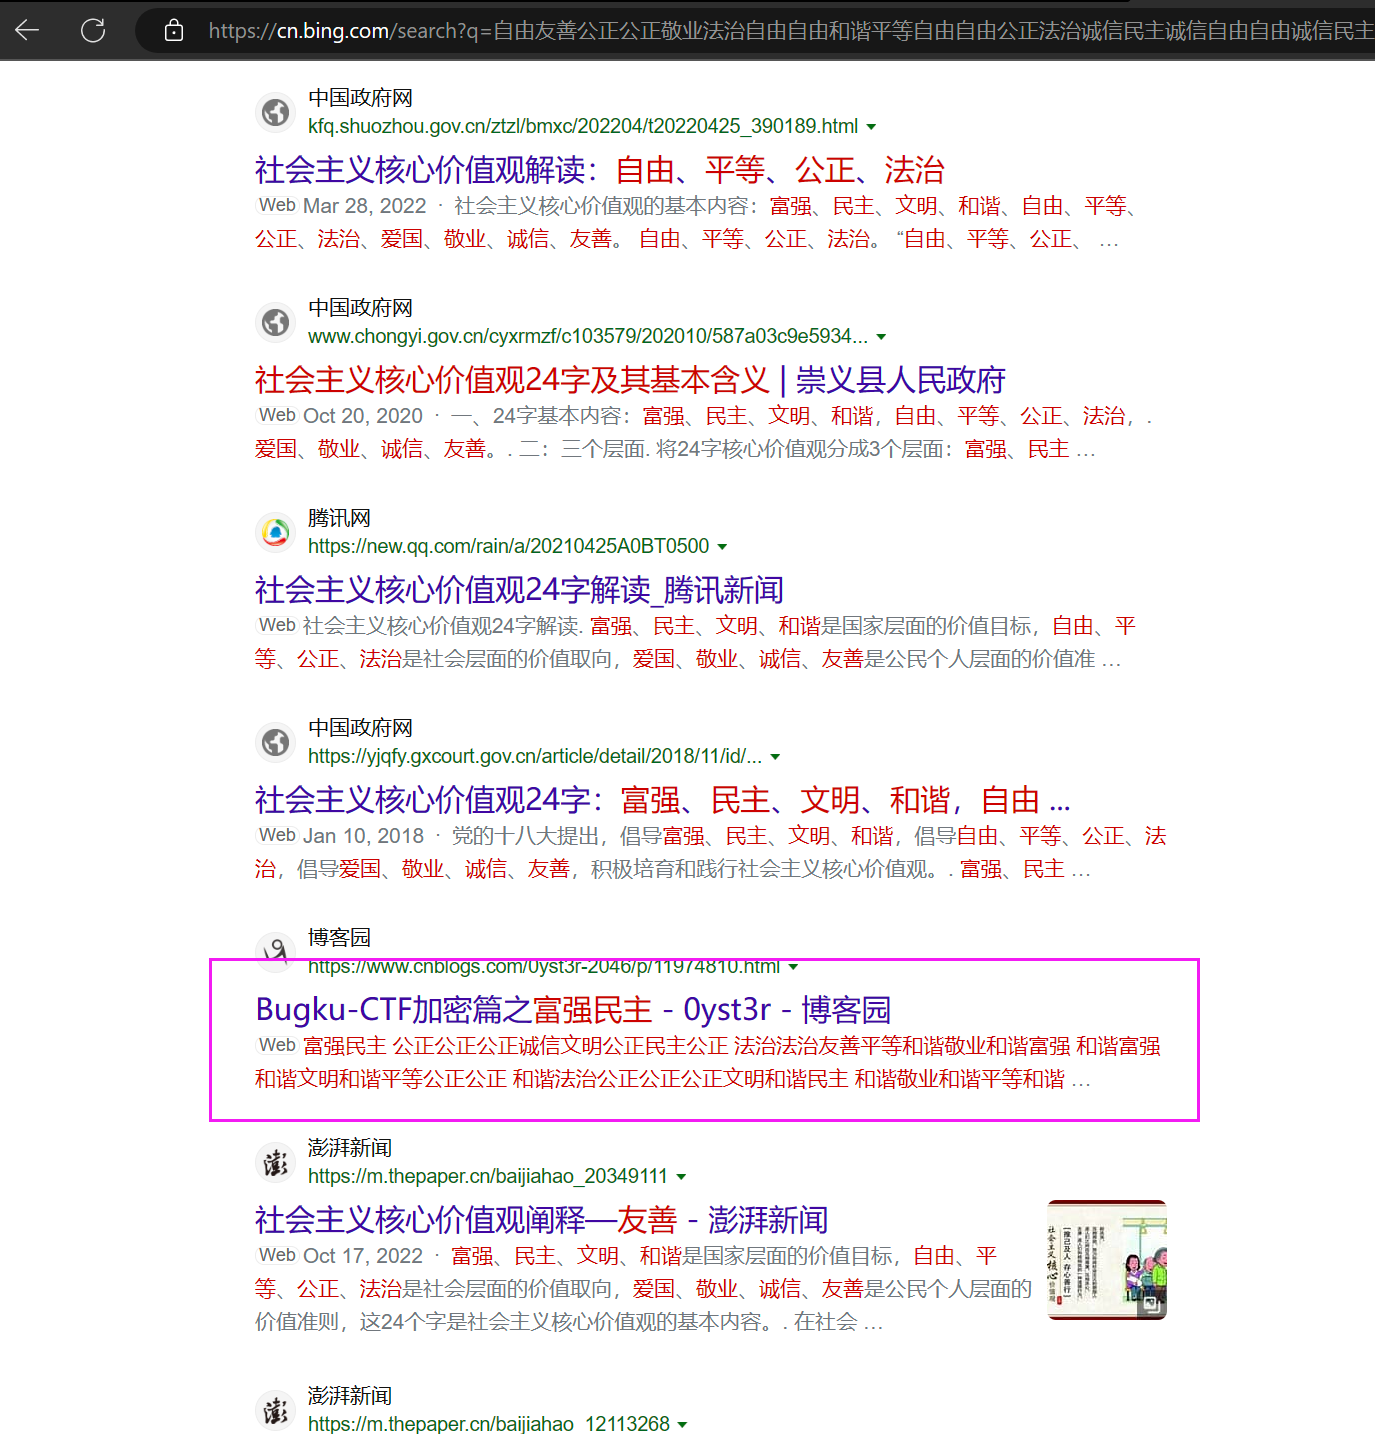 https://cn.bing.com/search?q=自由友善公正公正敬业法治自由自由和谐平等自由自由公正法治诚信民主诚信自由自由诚信民主
中国政府网
kfq.shuozhou.gov.cn/ztzl/bmxc/202204/t20220425_390189.html
社会主义核心价值观解读：自由、平等、公正、法治
Web Mar 28, 2022 · 社会主义核心价值观的基本内容：富强、民主、文明、和谐、自由、平等、
公正、法治、爱国、敬业、诚信、友善。 自由、平等、公正、法治。 “自由、平等、公正、 …
中国政府网
www.chongyi.gov.cn/cyxrmzf/c103579/202010/587a03c9e5934...
社会主义核心价值观24字及其基本含义 | 崇义县人民政府
Web Oct 20, 2020 · 一、24字基本内容：富强、民主、文明、和谐，自由、平等、公正、法治，.
爱国、敬业、诚信、友善。. 二：三个层面. 将24字核心价值观分成3个层面：富强、民主 …
腾讯网
https://new.qq.com/rain/a/20210425A0BT0500
社会主义核心价值观24字解读_腾讯新闻
Web 社会主义核心价值观24字解读. 富强、民主、文明、和谐是国家层面的价值目标，自由、平
等、公正、法治是社会层面的价值取向，爱国、敬业、诚信、友善是公民个人层面的价值准 …
中国政府网
https://yjqfy.gxcourt.gov.cn/article/detail/2018/11/id/...
社会主义核心价值观24字：富强、民主、文明、和谐，自由 ...
Web Jan 10, 2018 · 党的十八大提出，倡导富强、民主、文明、和谐，倡导自由、平等、公正、法
治，倡导爱国、敬业、诚信、友善，积极培育和践行社会主义核心价值观。. 富强、民主 …
博客园
https://www.cnblogs.com/0yst3r-2046/p/11974810.html
Bugku-CTF加密篇之富强民主 - 0yst3r - 博客园
Web 富强民主 公正公正公正诚信文明公正民主公正 法治法治友善平等和谐敬业和谐富强 和谐富强
和谐文明和谐平等公正公正 和谐法治公正公正公正文明和谐民主 和谐敬业和谐平等和谐 …
澎湃新闻
https://m.thepaper.cn/baijiahao_20349111
社会主义核心价值观阐释—友善 - 澎湃新闻
Web Oct 17, 2022 · 富强、民主、文明、和谐是国家层面的价值目标，自由、平
等、公正、法治是社会层面的价值取向，爱国、敬业、诚信、友善是公民个人层面的
价值准则，这24个字是社会主义核心价值观的基本内容。. 在社会 …
社会主义核心价值观
【推己及人 存心善行】
澎湃新闻
https://m.thepaper.cn/baijiahao_12113268